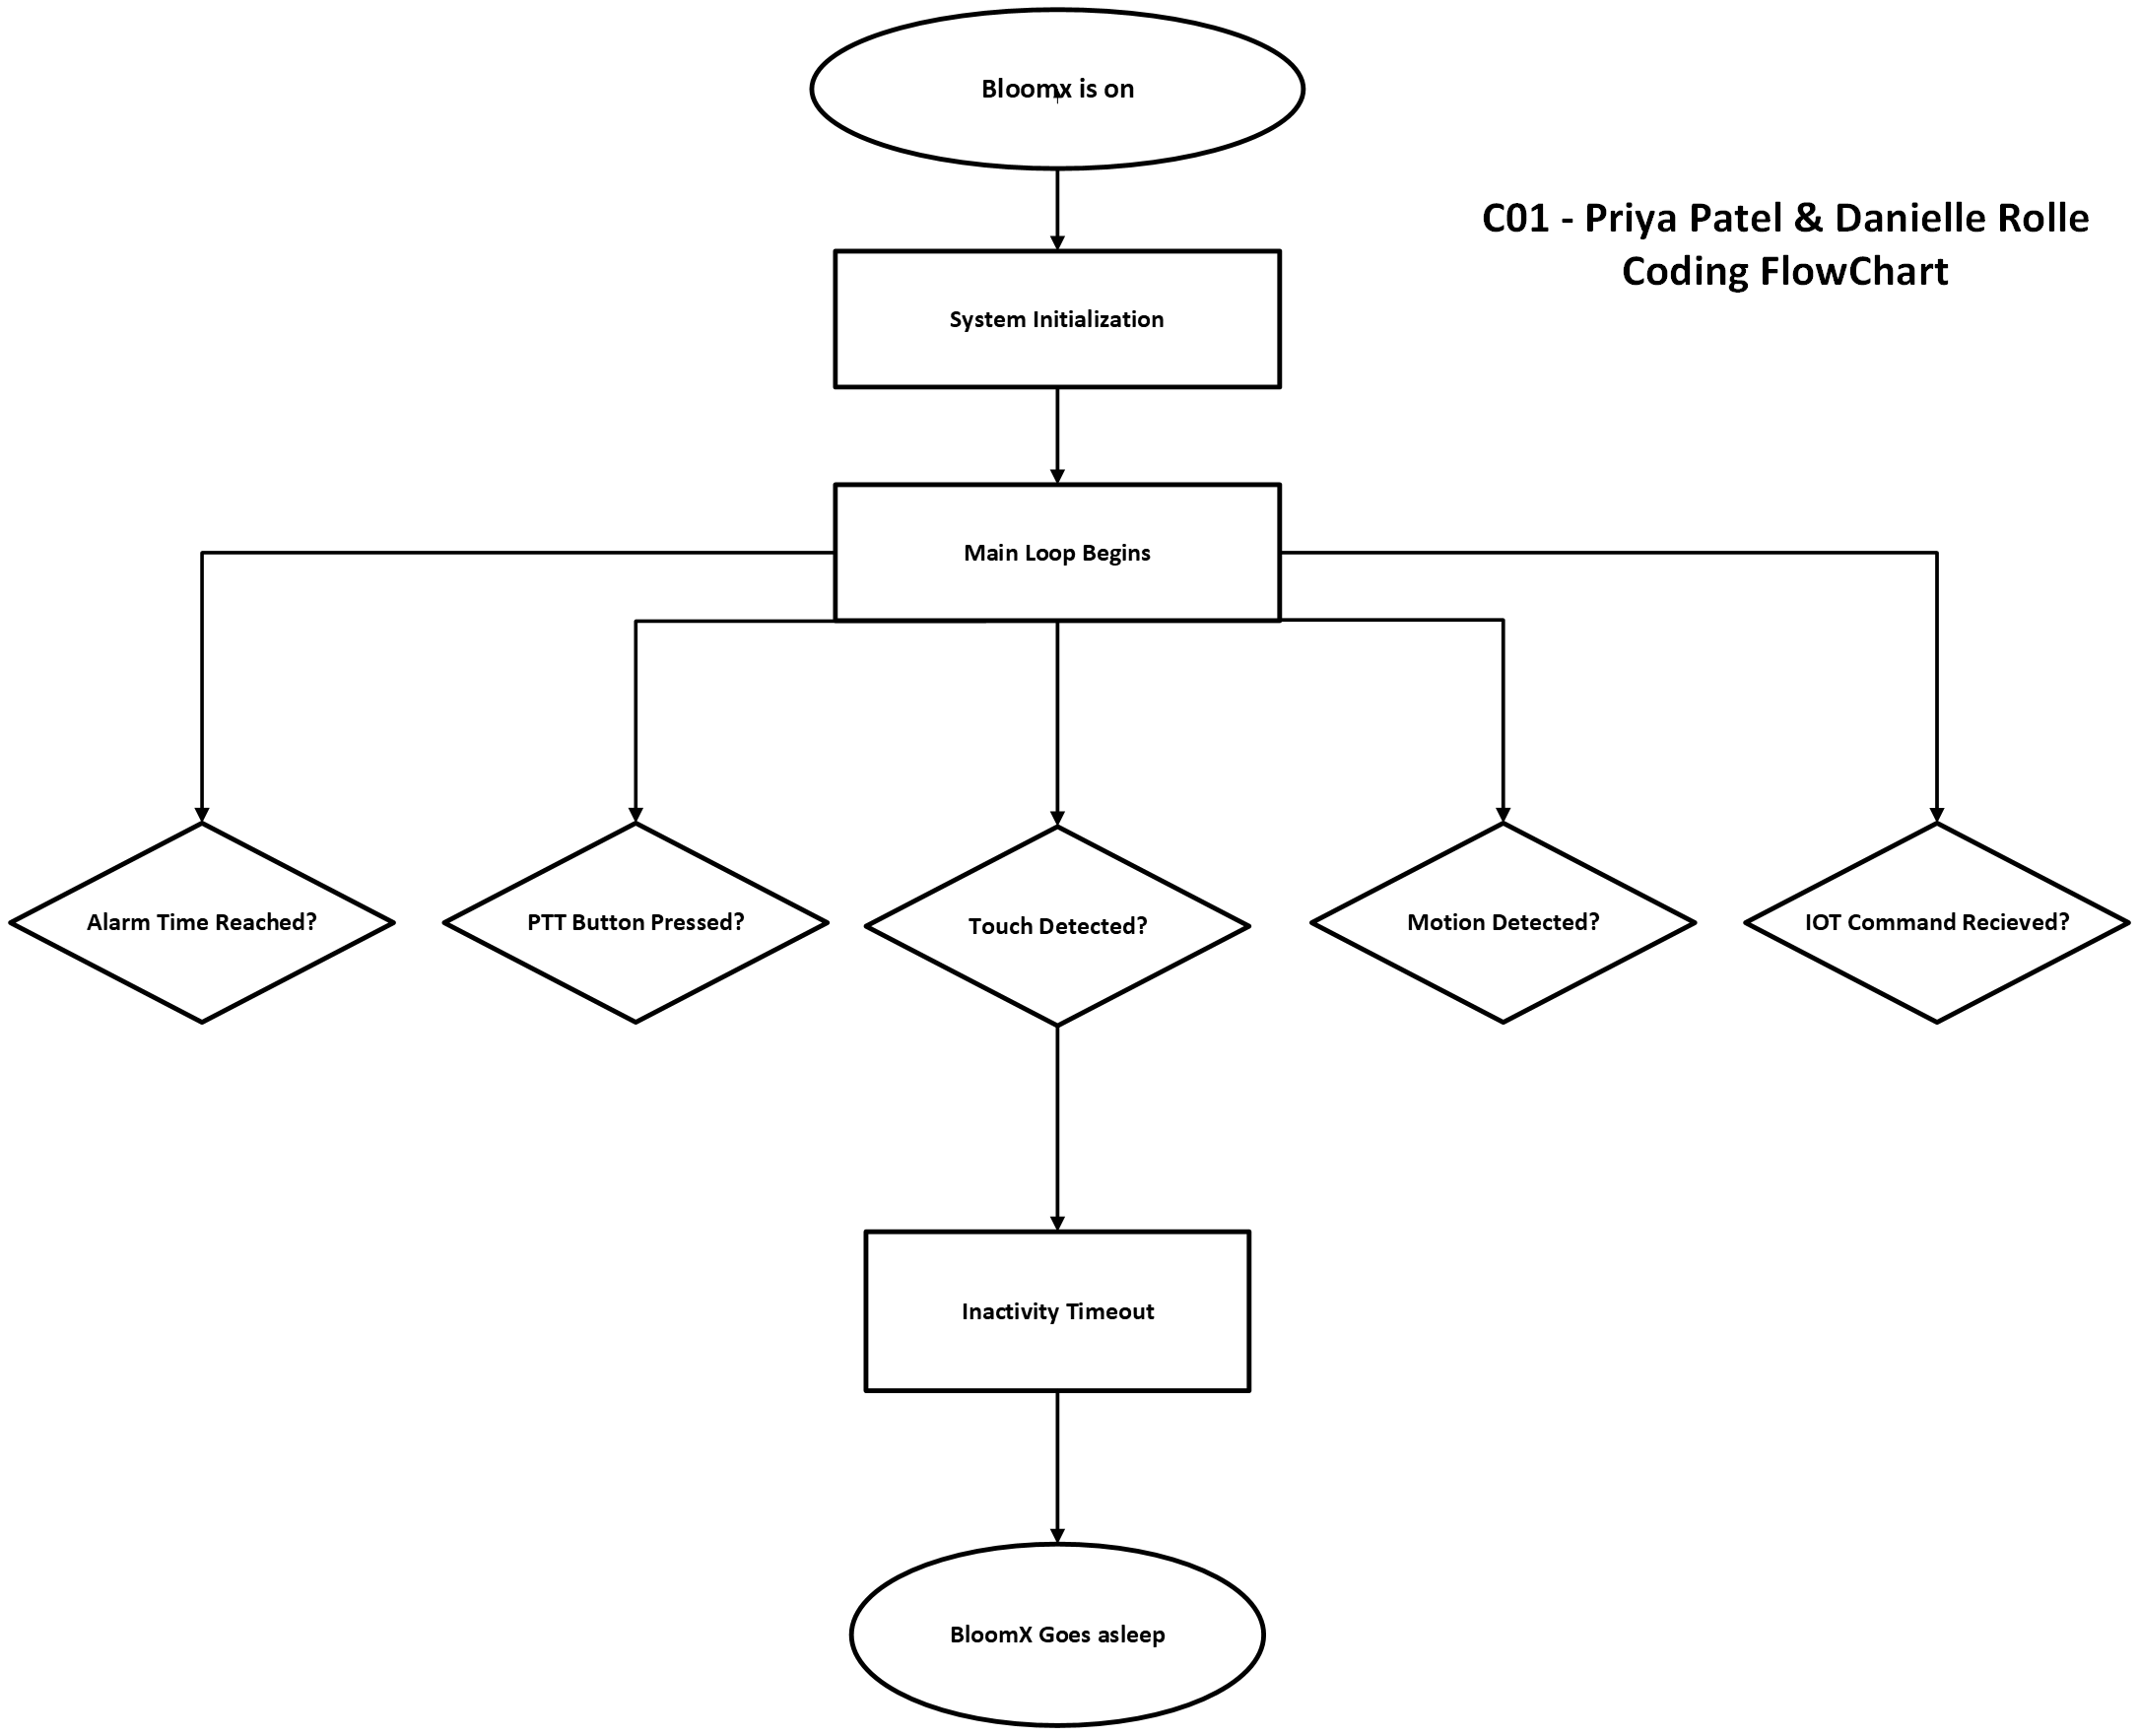 Bloomx is on
C01 - Priya Patel & Danielle Rolle
Coding FlowChart
System Initialization
Main Loop Begins
Alarm Time Reached?
PTT Button Pressed?
Touch Detected?
Motion Detected?
IOT Command Recieved?
Inactivity Timeout
BloomX Goes asleep